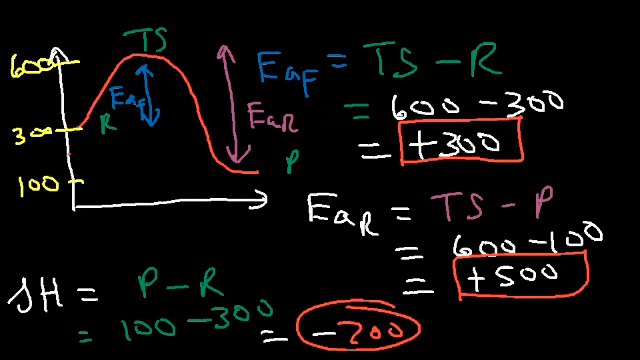 TS
600
300
100
R
EaF
EaR
P
EaF = TS - R
= 600 - 300
= +300
EaR = TS - P
= 600 - 100
= +500
ΔH = P - R
= 100 - 300 = -200